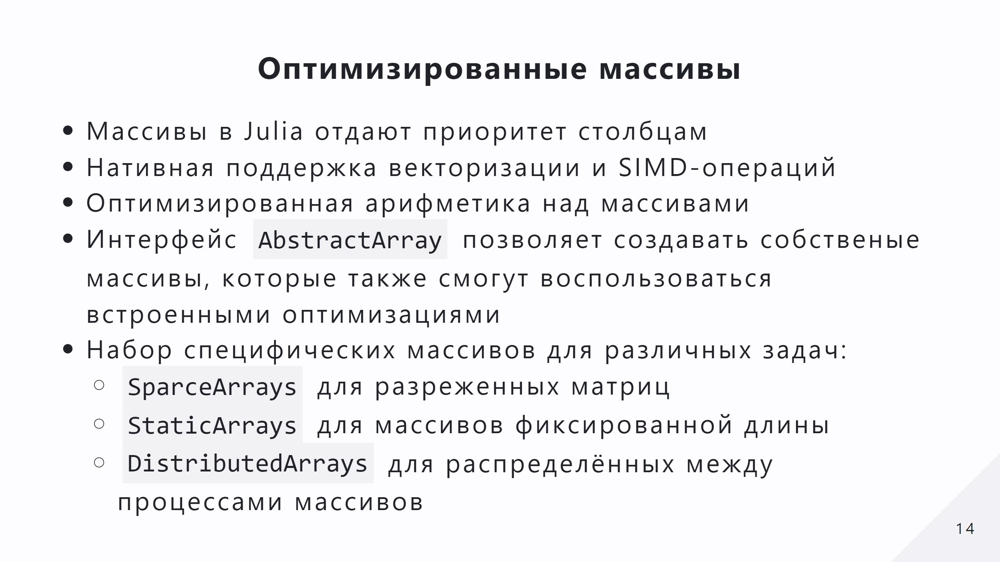 Оптимизированные массивы
• Массивы в Julia отдают приоритет столбцам
• Нативная поддержка векторизации и SIMD-операций
• Оптимизированная арифметика над массивами
• Интерфейс AbstractArray позволяет создавать собственые
массивы, которые также смогут воспользоваться
встроенными оптимизациями
• Набор специфических массивов для различных задач:
○ SparceArrays для разреженных матриц
○ StaticArrays для массивов фиксированной длины
○ DistributedArrays для распределённых между
процессами массивов
14